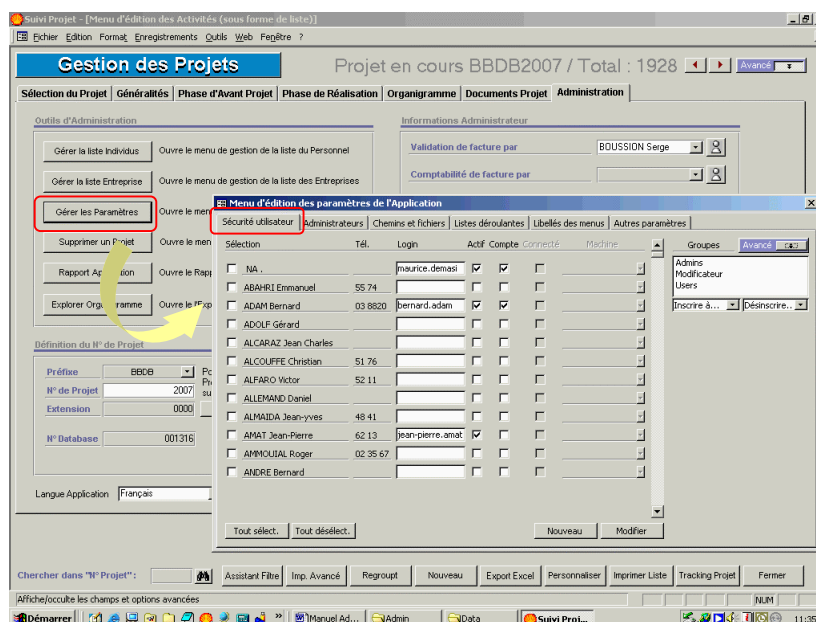 Suivi Projet - [Menu d'édition des Activités (sous forme de liste)]
Fichier Edition Format Enregistrements Outils Web Fenêtre ?
Gestion des Projets
Projet en cours BBDB2007 / Total : 1928
Avancé
Sélection du Projet Généralités Phase d'Avant Projet Phase de Réalisation Organigramme Documents Projet Administration
Outils d'Administration
Informations Administrateur
Gérer la liste Individus Ouvre le menu de gestion de la liste du Personnel
Validation de facture par BOUSSION Serge
Gérer la liste Entreprise Ouvre le menu de gestion de la liste des Entreprises
Comptabilité de facture par
Gérer les Paramètres Ouvre le men
Supprimer un Projet Ouvre le men
Rapport Ouvre le Rapp
Explorer Ouvre l'Exp
Définition du N° de Projet
Préfixe BBDB
N° de Projet 2007
Extension 0000
N° Database 001316
Langue Application Français
Menu d'édition des paramètres de l'Application
Sécurité utilisateur Administrateurs Chemins et fichiers Listes déroulantes Libellés des menus Autres paramètres
Sélection Tél. Login Actif Compte Connecté Machine
NA . maurice.demasi
ABAHRI Emmanuel 55 74
ADAM Bernard 03 8820 bernard.adam
ADOLF Gérard
ALCARAZ Jean Charles
ALCOUFFE Christian 51 76
ALFARO Victor 52 11
ALLEMAND Daniel
ALMAIDA Jean-yves 48 41
AMAT Jean-Pierre 62 13 jean-pierre.amat
AMMOUIAL Roger 02 35 67
ANDRE Bernard
Groupes Avancé
Admins
Modificateur
Users
Inscrire à... Désinscrire..
Tout sélect. Tout désélect. Nouveau Modifier
Chercher dans "N° Projet" : Assistant Filtre Imp. Avancé Regroupt Nouveau Export Excel Personnaliser Imprimer Liste Tracking Projet Fermer
Affiche/occulte les champs et options avancées NUM
Démarrer Manuel Ad... Admin Data Suivi Proj... 11:35